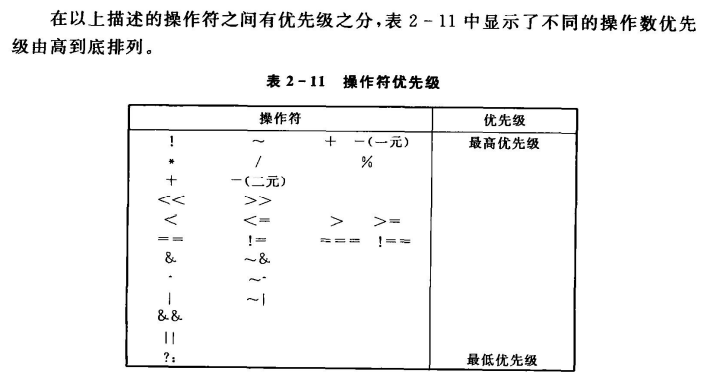 在以上描述的操作符之间有优先级之分,表 2-11 中显示了不同的操作数优先
级由高到底排列。
表 2-11 操作符优先级
操作符 优先级
! ~ + -(一元) 最高优先级
* / %
+ -(二元)
<< >>
< <= > >=
== != === !==
& ~&
^ ~^
| ~|
&&
||
?: 最低优先级